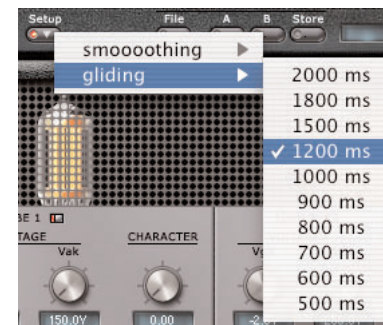 Setup File A B Store
smoooothing
gliding
2000 ms
1800 ms
1500 ms
✓ 1200 ms
1000 ms
900 ms
800 ms
700 ms
600 ms
500 ms
BE 1
TAGE CHARACTER
Vak
150.0V 0.00